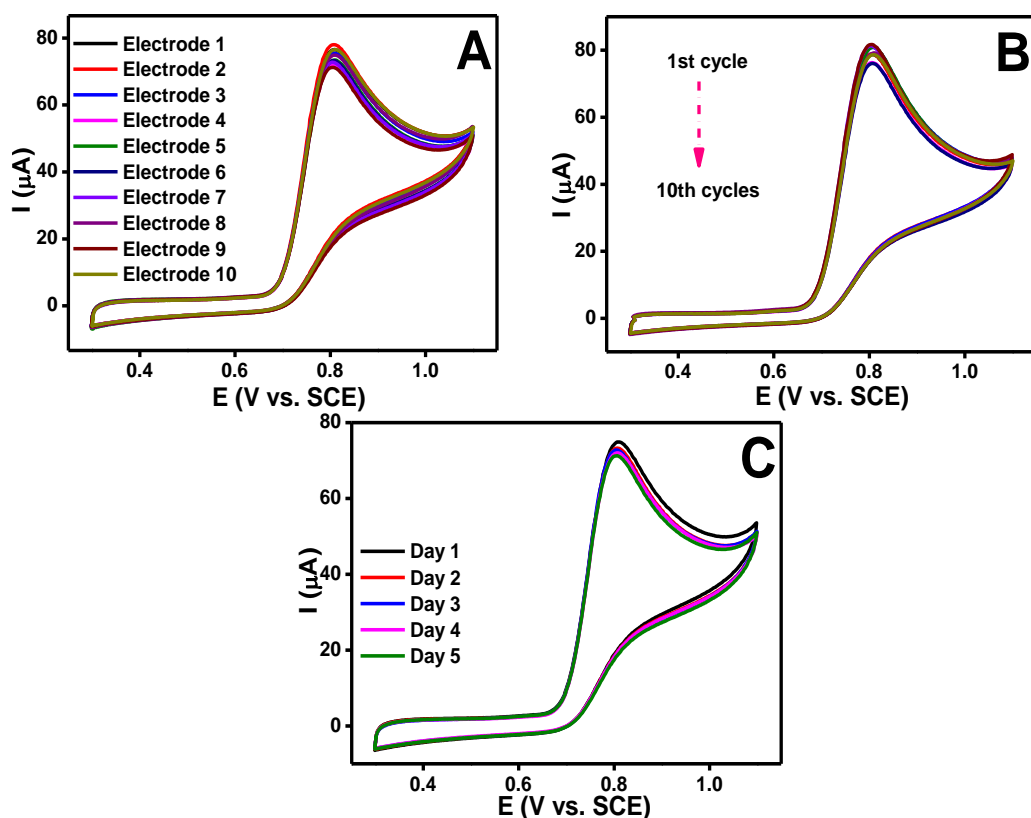 A
Electrode 1
Electrode 2
Electrode 3
Electrode 4
Electrode 5
Electrode 6
Electrode 7
Electrode 8
Electrode 9
Electrode 10
80
60
40
20
0
I (μA)
0.4 0.6 0.8 1.0
E (V vs. SCE)
B
1st cycle
10th cycles
80
60
40
20
0
I (μA)
0.4 0.6 0.8 1.0
E (V vs. SCE)
C
Day 1
Day 2
Day 3
Day 4
Day 5
80
60
40
20
0
I (μA)
0.4 0.6 0.8 1.0
E (V vs. SCE)